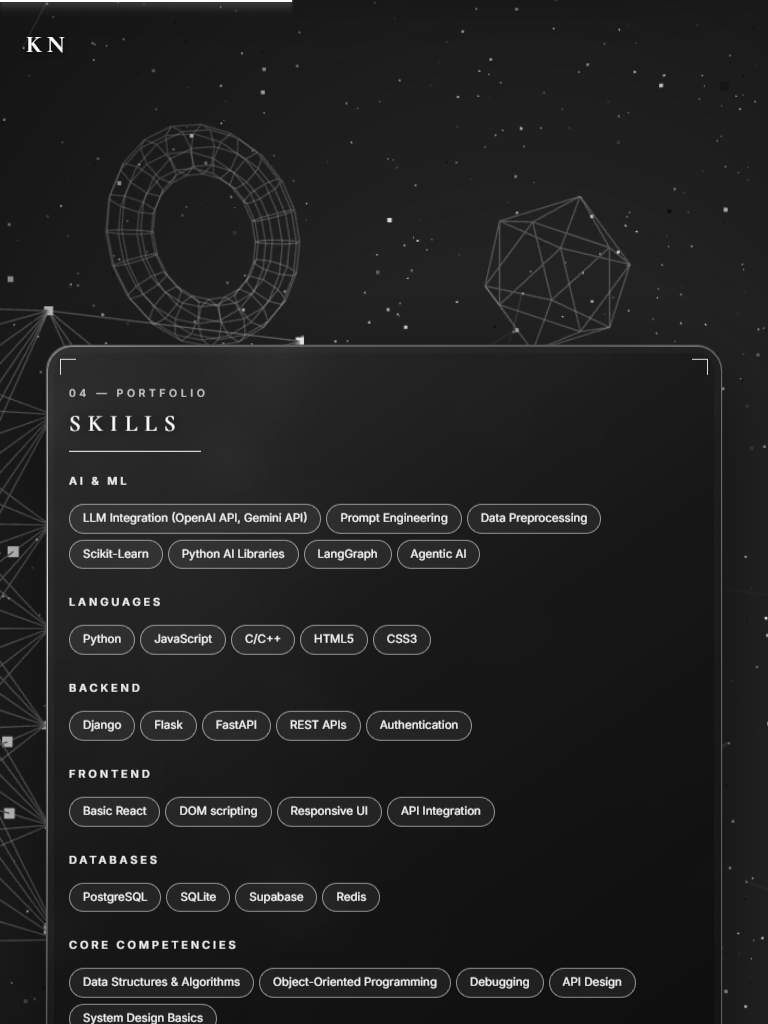 KN
04 — PORTFOLIO
SKILLS
AI & ML
LLM Integration (OpenAI API, Gemini API) Prompt Engineering Data Preprocessing
Scikit-Learn Python AI Libraries LangGraph Agentic AI
LANGUAGES
Python JavaScript C/C++ HTML5 CSS3
BACKEND
Django Flask FastAPI REST APIs Authentication
FRONTEND
Basic React DOM scripting Responsive UI API Integration
DATABASES
PostgreSQL SQLite Supabase Redis
CORE COMPETENCIES
Data Structures & Algorithms Object-Oriented Programming Debugging API Design
System Design Basics